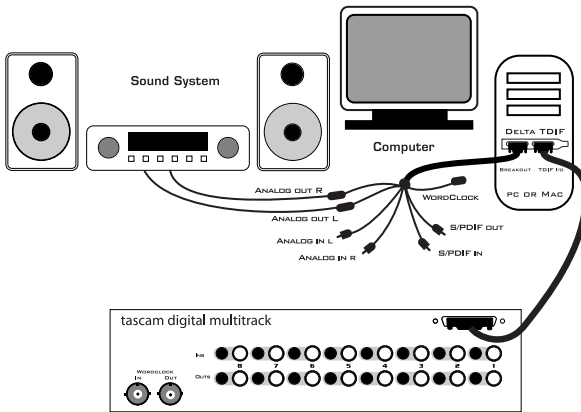 Sound System
Computer
Delta TDIF
Breakout
TDIF I/O
PC or Mac
Analog out R
WordClock
Analog out L
S/PDIF out
Analog in L
S/PDIF in
Analog in R
tascam digital multitrack
Ins
8 7 6 5 4 3 2 1
Outs
Wordclock
In Out